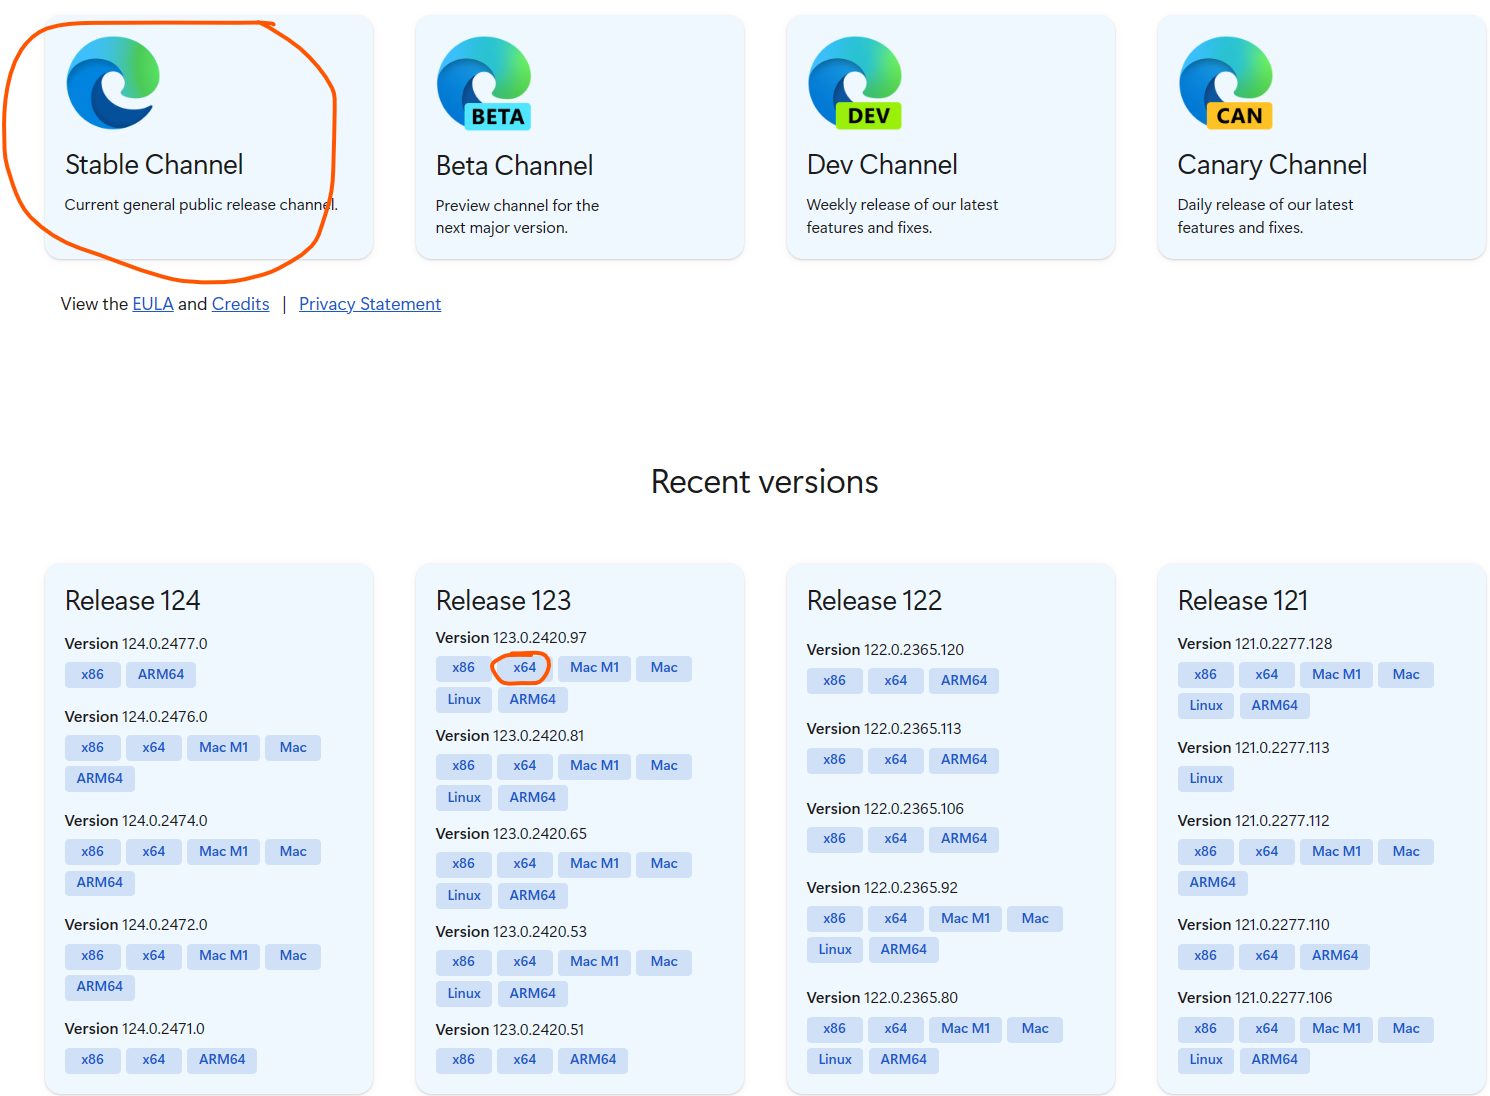 BETA
DEV
CAN
Stable Channel
Current general public release channel.
Beta Channel
Preview channel for the
next major version.
Dev Channel
Weekly release of our latest
features and fixes.
Canary Channel
Daily release of our latest
features and fixes.
View the EULA and Credits | Privacy Statement
Recent versions
Release 124
Version 124.0.2477.0
x86 ARM64
Version 124.0.2476.0
x86 x64 Mac M1 Mac
ARM64
Version 124.0.2474.0
x86 x64 Mac M1 Mac
ARM64
Version 124.0.2472.0
x86 x64 Mac M1 Mac
ARM64
Version 124.0.2471.0
x86 x64 ARM64
Release 123
Version 123.0.2420.97
x86 x64 Mac M1 Mac
Linux ARM64
Version 123.0.2420.81
x86 x64 Mac M1 Mac
Linux ARM64
Version 123.0.2420.65
x86 x64 Mac M1 Mac
Linux ARM64
Version 123.0.2420.53
x86 x64 Mac M1 Mac
Linux ARM64
Version 123.0.2420.51
x86 x64 ARM64
Release 122
Version 122.0.2365.120
x86 x64 ARM64
Version 122.0.2365.113
x86 x64 ARM64
Version 122.0.2365.106
x86 x64 ARM64
Version 122.0.2365.92
x86 x64 Mac M1 Mac
Linux ARM64
Version 122.0.2365.80
x86 x64 Mac M1 Mac
Linux ARM64
Release 121
Version 121.0.2277.128
x86 x64 Mac M1 Mac
Linux ARM64
Version 121.0.2277.113
Linux
Version 121.0.2277.112
x86 x64 Mac M1 Mac
ARM64
Version 121.0.2277.110
x86 x64 ARM64
Version 121.0.2277.106
x86 x64 Mac M1 Mac
Linux ARM64